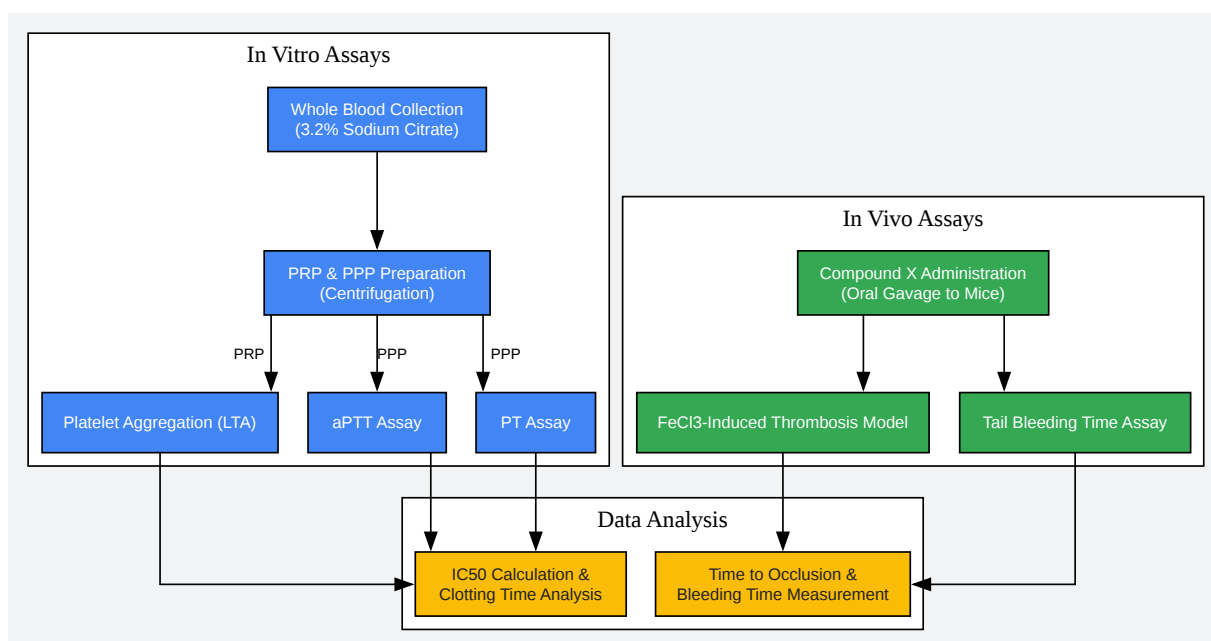 In Vitro Assays
Whole Blood Collection
(3.2% Sodium Citrate)
PRP & PPP Preparation
(Centrifugation)
PRP
PPP
PPP
Platelet Aggregation (LTA)
aPTT Assay
PT Assay
In Vivo Assays
Compound X Administration
(Oral Gavage to Mice)
FeCl3-Induced Thrombosis Model
Tail Bleeding Time Assay
Data Analysis
IC50 Calculation &
Clotting Time Analysis
Time to Occlusion &
Bleeding Time Measurement